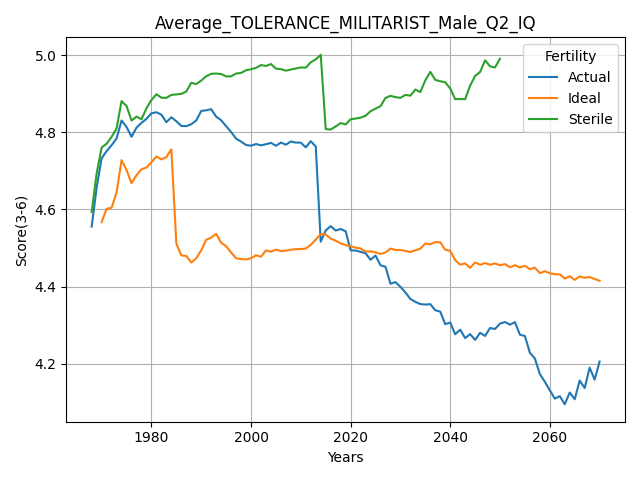 Average_TOLERANCE_MILITARIST_Male_Q2_IQ
5.0
4.8
4.6
4.4
4.2
Score(3-6)
Fertility
Actual
Ideal
Sterile
1980
2000
2020
2040
2060
Years